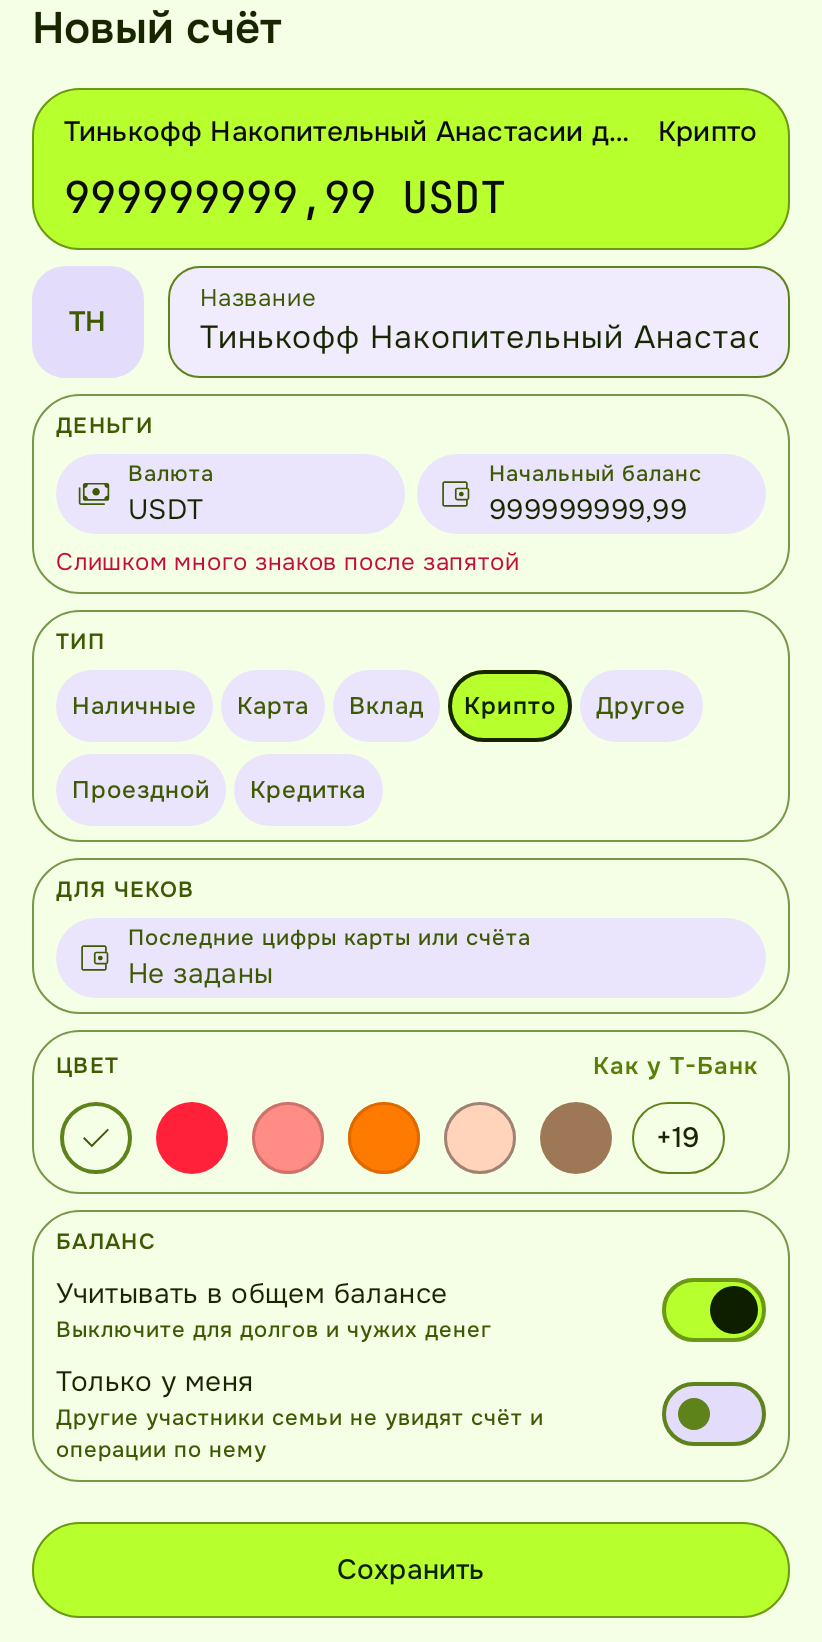 Новый счёт
Тинькофф Накопительный Анастасии д... Крипто
999999999,99 USDT
ТН
Название
Тинькофф Накопительный Анастас
ДЕНЬГИ
Валюта
USDT
Начальный баланс
999999999,99
Слишком много знаков после запятой
ТИП
Наличные Карта Вклад Крипто Другое
Проездной Кредитка
ДЛЯ ЧЕКОВ
Последние цифры карты или счёта
Не заданы
ЦВЕТ Как у Т-Банк
+19
БАЛАНС
Учитывать в общем балансе
Выключите для долгов и чужих денег
Только у меня
Другие участники семьи не увидят счёт и
операции по нему
Сохранить